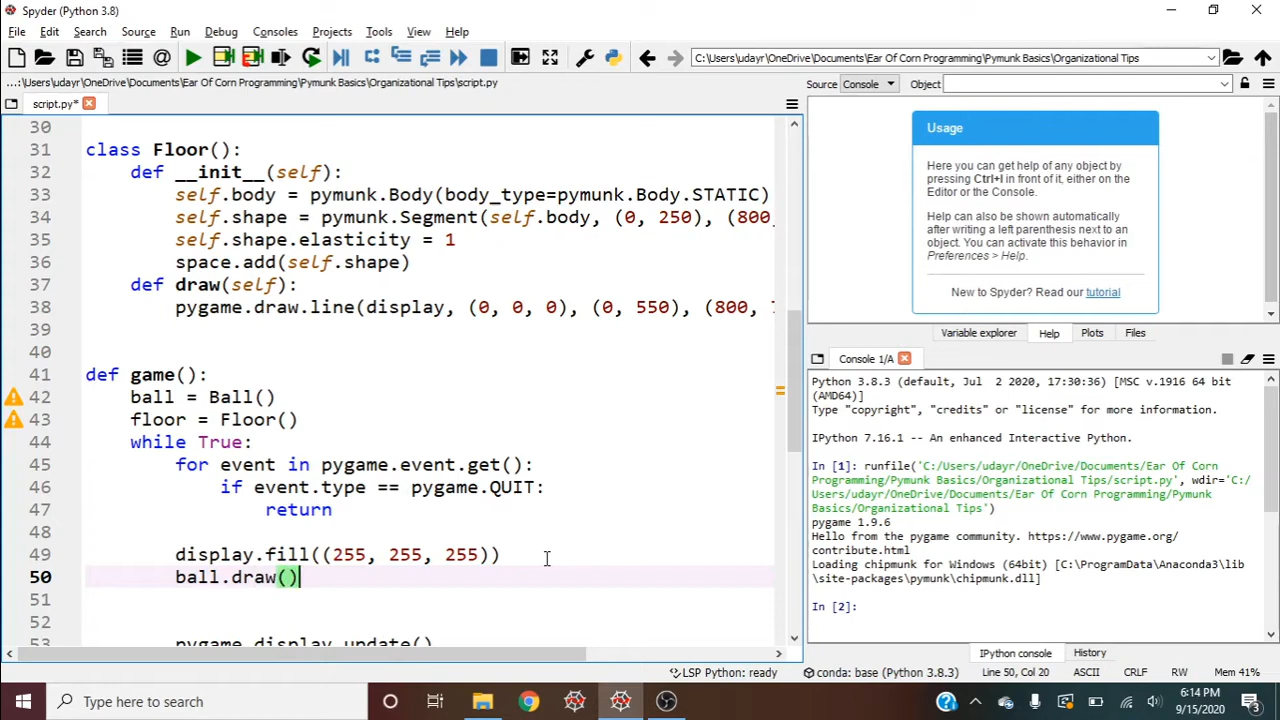 Spyder (Python 3.8)
File Edit Search Source Run Debug Consoles Projects Tools View Help
C:\Users\udayr\OneDrive\Documents\Ear Of Corn Programming\Pymunk Basics\Organizational Tips
...:\Users\udayr\OneDrive\Documents\Ear Of Corn Programming\Pymunk Basics\Organizational Tips\script.py
script.py*
30
31 class Floor():
32 def __init__(self):
33 self.body = pymunk.Body(body_type=pymunk.Body.STATIC)
34 self.shape = pymunk.Segment(self.body, (0, 250), (800,
35 self.shape.elasticity = 1
36 space.add(self.shape)
37 def draw(self):
38 pygame.draw.line(display, (0, 0, 0), (0, 550), (800,
39
40
41 def game():
42 ball = Ball()
43 floor = Floor()
44 while True:
45 for event in pygame.event.get():
46 if event.type == pygame.QUIT:
47 return
48
49 display.fill((255, 255, 255))
50 ball.draw()
51
52
53 pygame.display.update()
Source Console Object
Usage
Here you can get help of any object by
pressing Ctrl+I in front of it, either on the
Editor or the Console.
Help can also be shown automatically
after writing a left parenthesis next to an
object. You can activate this behavior in
Preferences > Help.
New to Spyder? Read our tutorial
Variable explorer Help Plots Files
Console 1/A
Python 3.8.3 (default, Jul 2 2020, 17:30:36) [MSC v.1916 64 bit
(AMD64)]
Type "copyright", "credits" or "license" for more information.
IPython 7.16.1 -- An enhanced Interactive Python.
In [1]: runfile('C:/Users/udayr/OneDrive/Documents/Ear Of Corn
Programming/Pymunk Basics/Organizational Tips/script.py', wdir='C:/
Users/udayr/OneDrive/Documents/Ear Of Corn Programming/Pymunk
Basics/Organizational Tips')
pygame 1.9.6
Hello from the pygame community. https://www.pygame.org/
contribute.html
Loading chipmunk for Windows (64bit) [C:\ProgramData\Anaconda3\lib
\site-packages\pymunk\chipmunk.dll]
In [2]:
IPython console History
LSP Python: ready conda: base (Python 3.8.3) Line 50, Col 20 ASCII CRLF RW Mem 41%
Type here to search
6:14 PM
9/15/2020